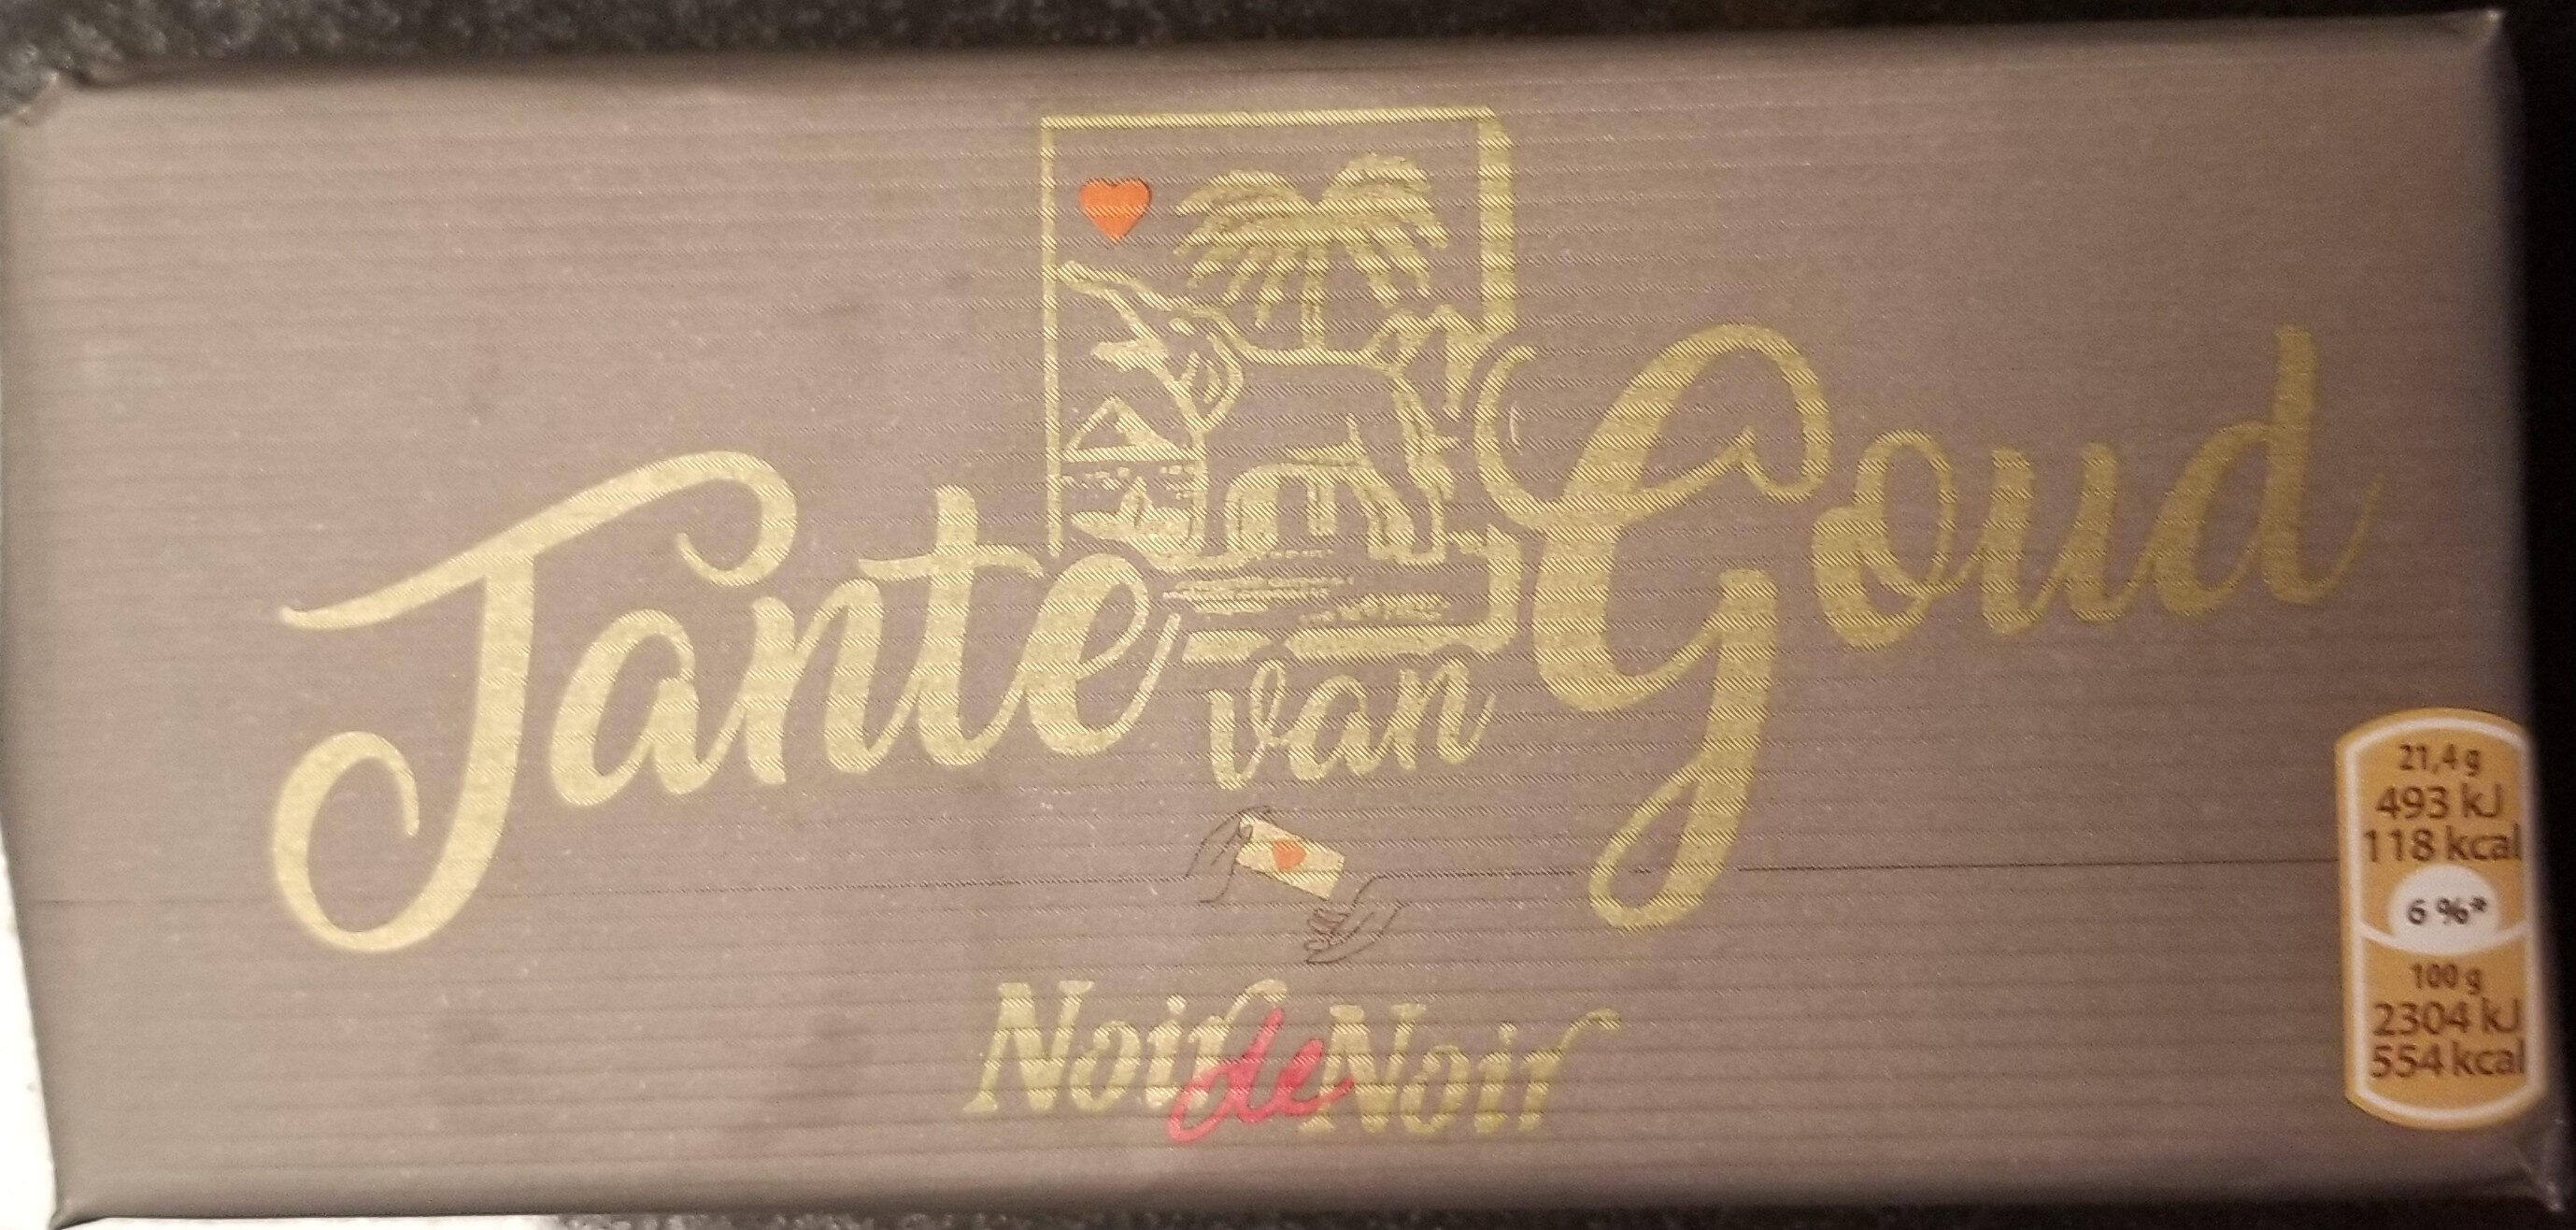 Tante van Goud
Noir de Noir
21,4 g
493 kJ
118 kcal
6 %*
100 g
2304 kJ
554 kcal